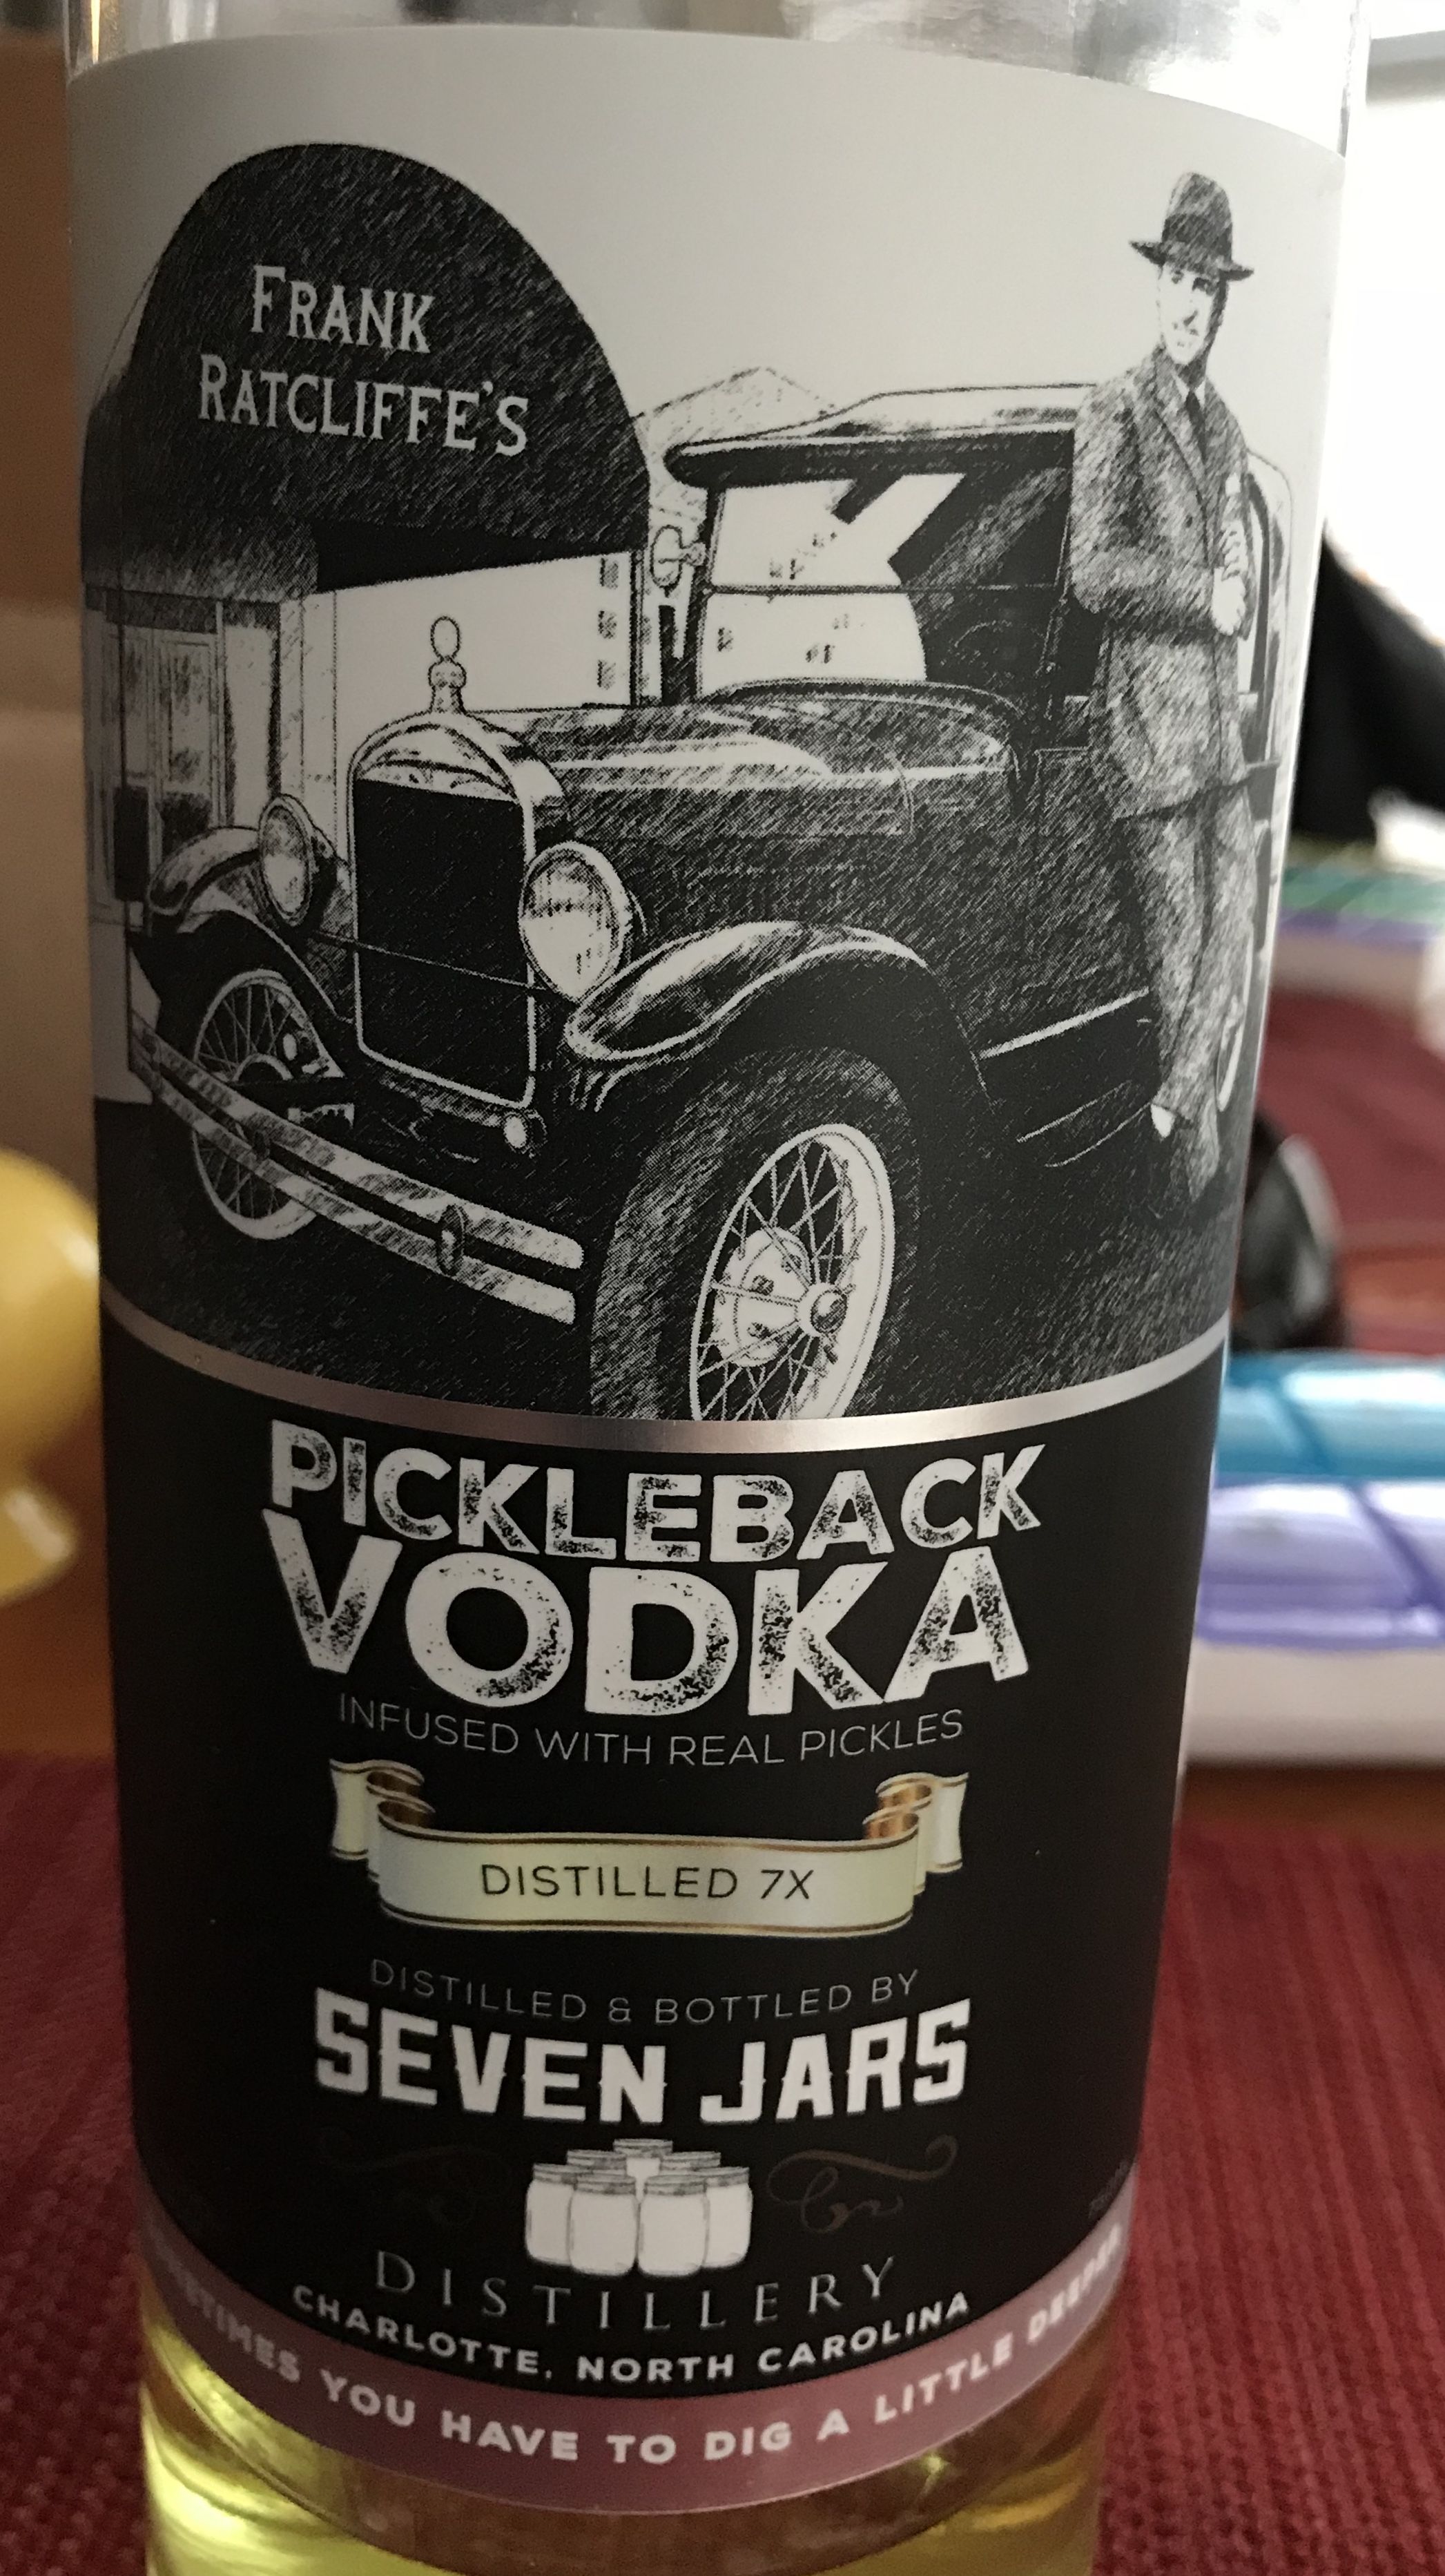 FRANK
RATCLIFFE'S
PICKLEBACK
VODKA
INFUSED WITH REAL PICKLES
DISTILLED 7X
DISTILLED & BOTTLED BY
SEVEN JARS
DISTILLERY
CHARLOTTE, NORTH CAROLINA
YOU HAVE TO DIG A LITTLE DEEPER